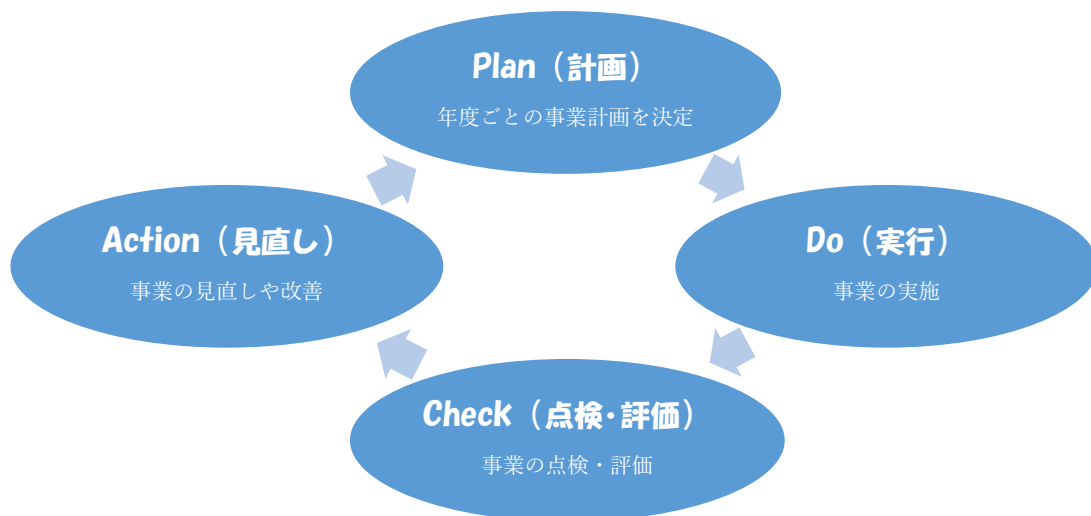 Plan（計画）
年度ごとの事業計画を決定
Action（見直し）
事業の見直しや改善
Do（実行）
事業の実施
Check（点検・評価）
事業の点検・評価